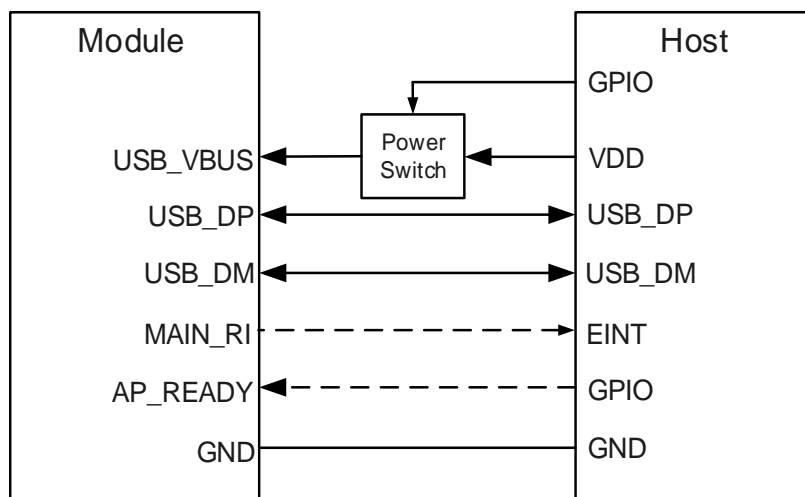 Module
Host
GPIO
Power
Switch
USB_VBUS
VDD
USB_DP
USB_DP
USB_DM
USB_DM
MAIN_RI
EINT
AP_READY
GPIO
GND
GND